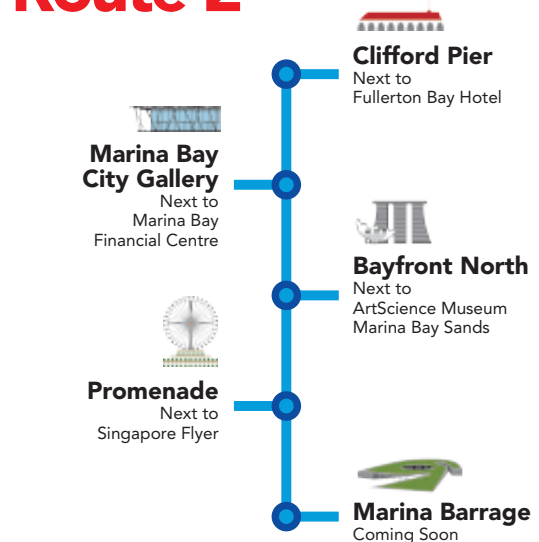 Route 2
Clifford Pier
Next to
Fullerton Bay Hotel
Marina Bay
City Gallery
Next to
Marina Bay
Financial Centre
Bayfront North
Next to
ArtScience Museum
Marina Bay Sands
Promenade
Next to
Singapore Flyer
Marina Barrage
Coming Soon